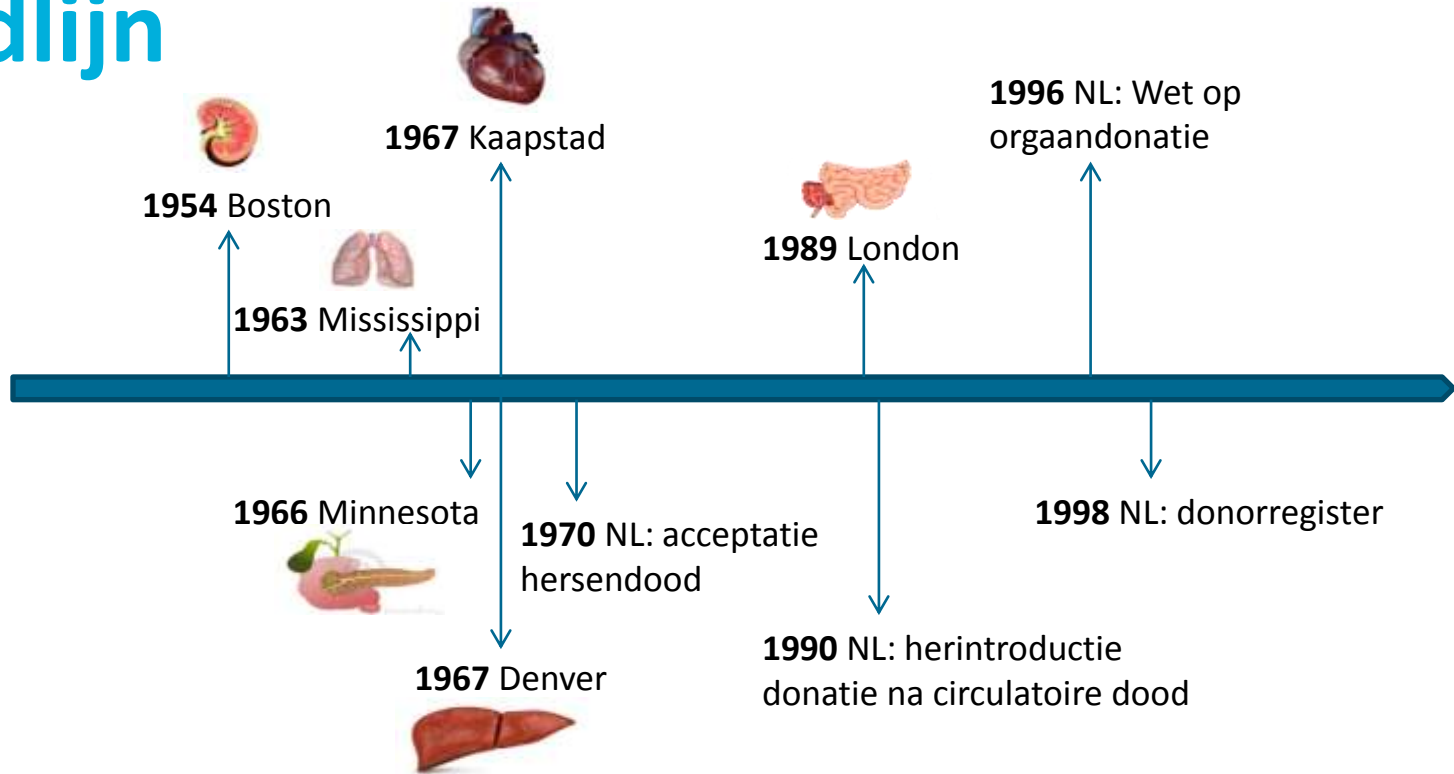 dlijn
1967 Kaapstad
1996 NL: Wet op
orgaandonatie
1954 Boston
1989 London
1963 Mississippi
1966 Minnesota
1970 NL: acceptatie
hersendood
1998 NL: donorregister
1990 NL: herintroductie
donatie na circulatoire dood
1967 Denver